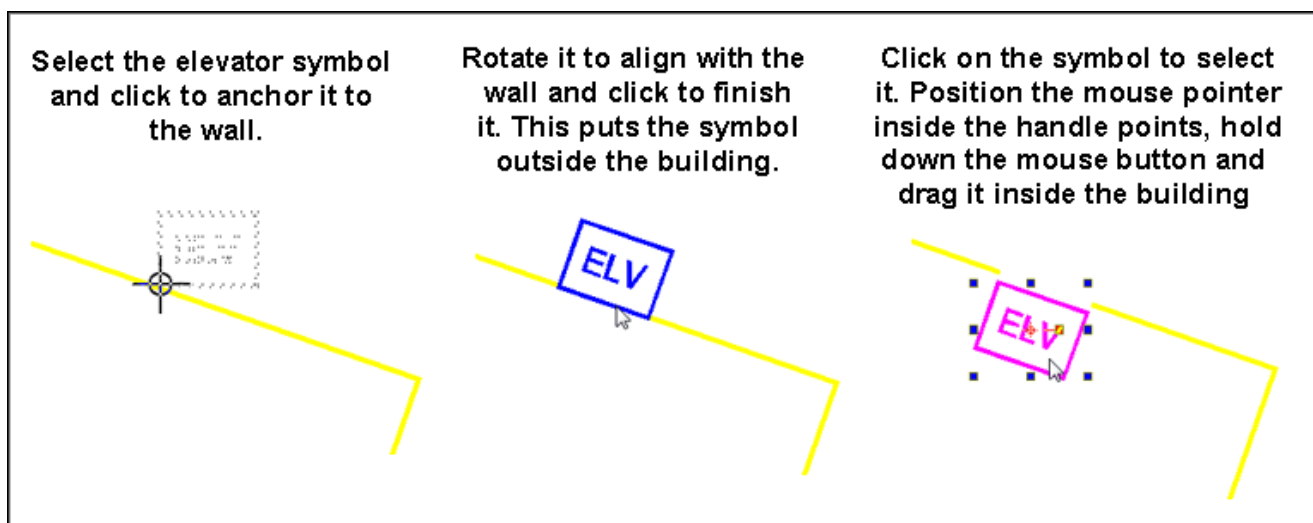 Select the elevator symbol
and click to anchor it to
the wall.
Rotate it to align with the
wall and click to finish
it. This puts the symbol
outside the building.
Click on the symbol to select
it. Position the mouse pointer
inside the handle points, hold
down the mouse button and
drag it inside the building
ELV
ELV